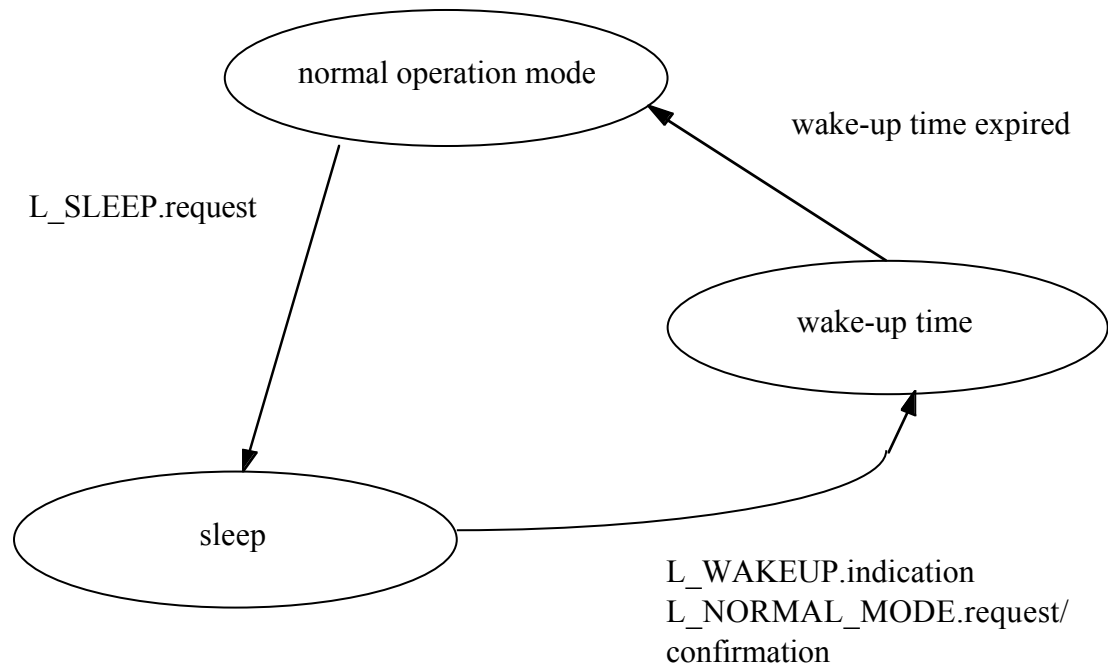 normal operation mode
wake-up time expired
L_SLEEP.request
wake-up time
sleep
L_WAKEUP.indication
L_NORMAL_MODE.request/
confirmation